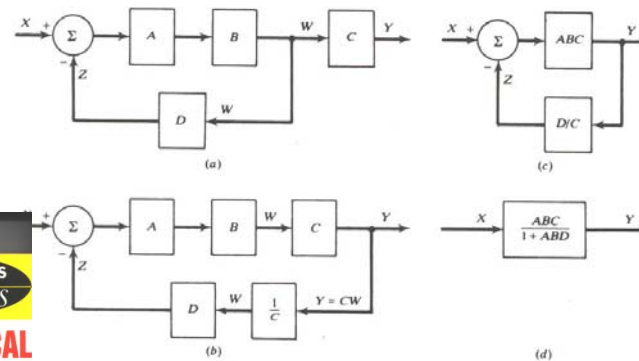 X + Σ A B W C Y
− Z
D W
(a)
X + Σ ABC Y
− Z
D/C
(c)
+ Σ A B W C Y
− Z
D W 1/C Y = CW
(b)
X ABC/1 + ABD Y
(d)
S
S
CAL